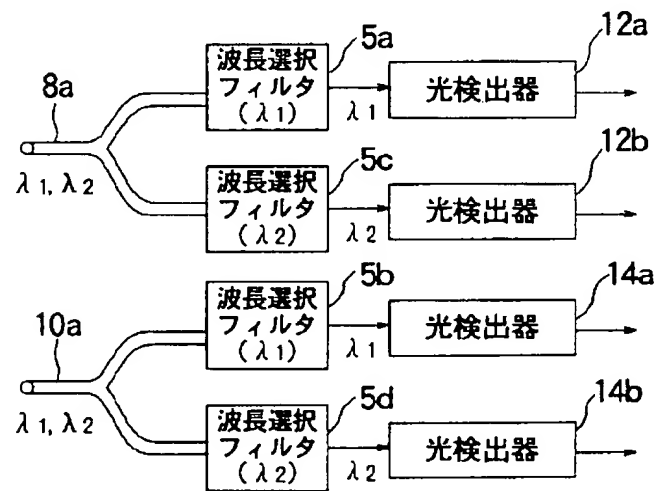 8a
λ1, λ2
波長選択
フィルタ
(λ1)
5a
λ1
光検出器
12a
波長選択
フィルタ
(λ2)
5c
λ2
光検出器
12b
10a
λ1, λ2
波長選択
フィルタ
(λ1)
5b
λ1
光検出器
14a
波長選択
フィルタ
(λ2)
5d
λ2
光検出器
14b